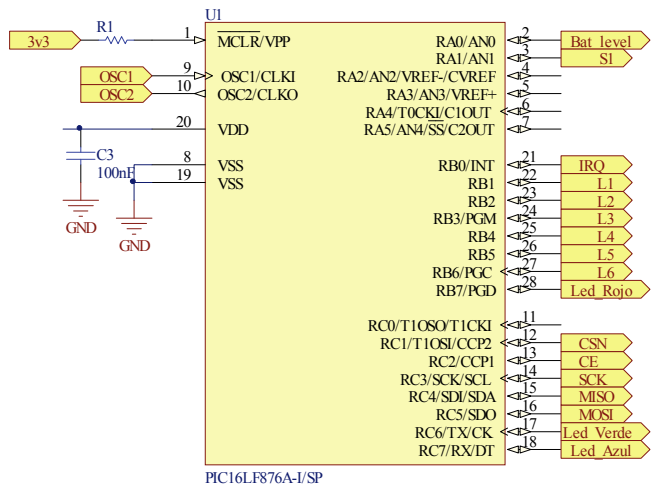 U1
3v3 R1 1 MCLR/VPP RA0/AN0 2 Bat_level
RA1/AN1 3 S1
OSC1 9 OSC1/CLKI RA2/AN2/VREF-/CVREF 4
OSC2 10 OSC2/CLKO RA3/AN3/VREF+ 5
RA4/T0CKI/C1OUT 6
20 VDD RA5/AN4/SS/C2OUT 7
C3
100nF
8 VSS RB0/INT 21 IRQ
19 VSS RB1 22 L1
RB2 23 L2
GND RB3/PGM 24 L3
GND RB4 25 L4
RB5 26 L5
RB6/PGC 27 L6
RB7/PGD 28 Led_Rojo
RC0/T1OSO/T1CKI 11
RC1/T1OSI/CCP2 12 CSN
RC2/CCP1 13 CE
RC3/SCK/SCL 14 SCK
RC4/SDI/SDA 15 MISO
RC5/SDO 16 MOSI
RC6/TX/CK 17 Led_Verde
RC7/RX/DT 18 Led_Azul
PIC16LF876A-I/SP